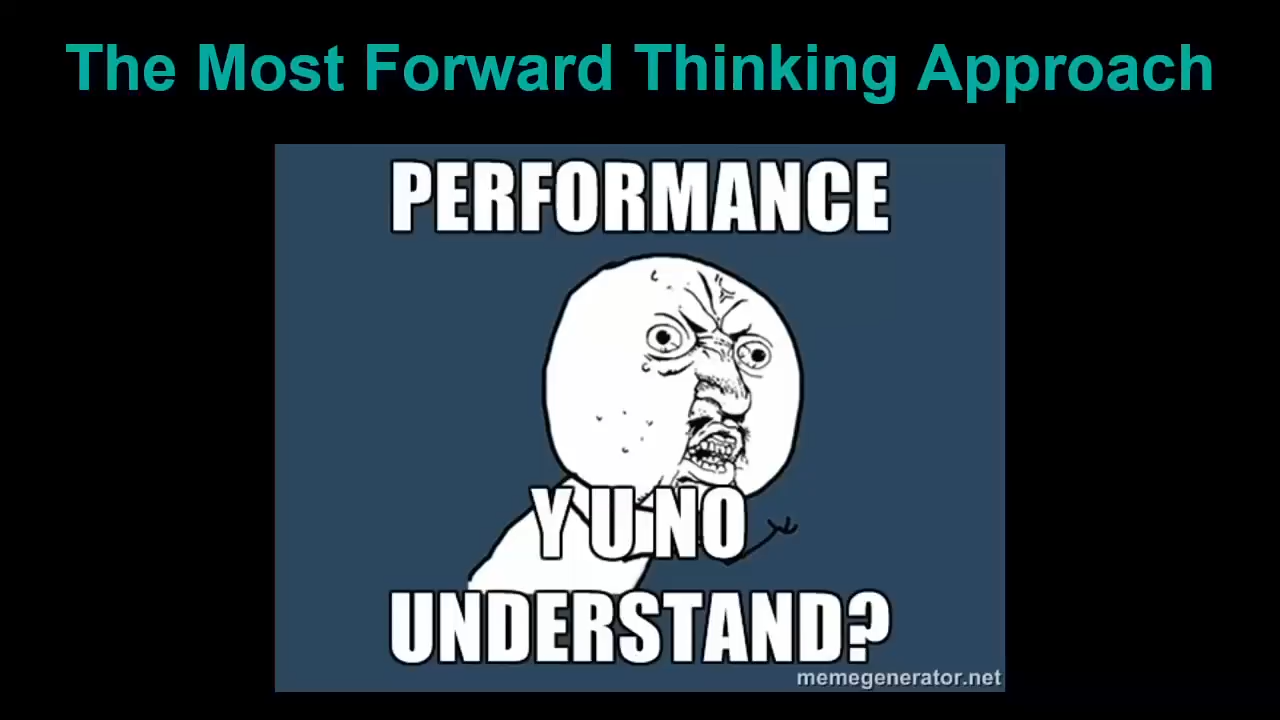 The Most Forward Thinking Approach
PERFORMANCE
Y U NO
UNDERSTAND?
memegenerator.net